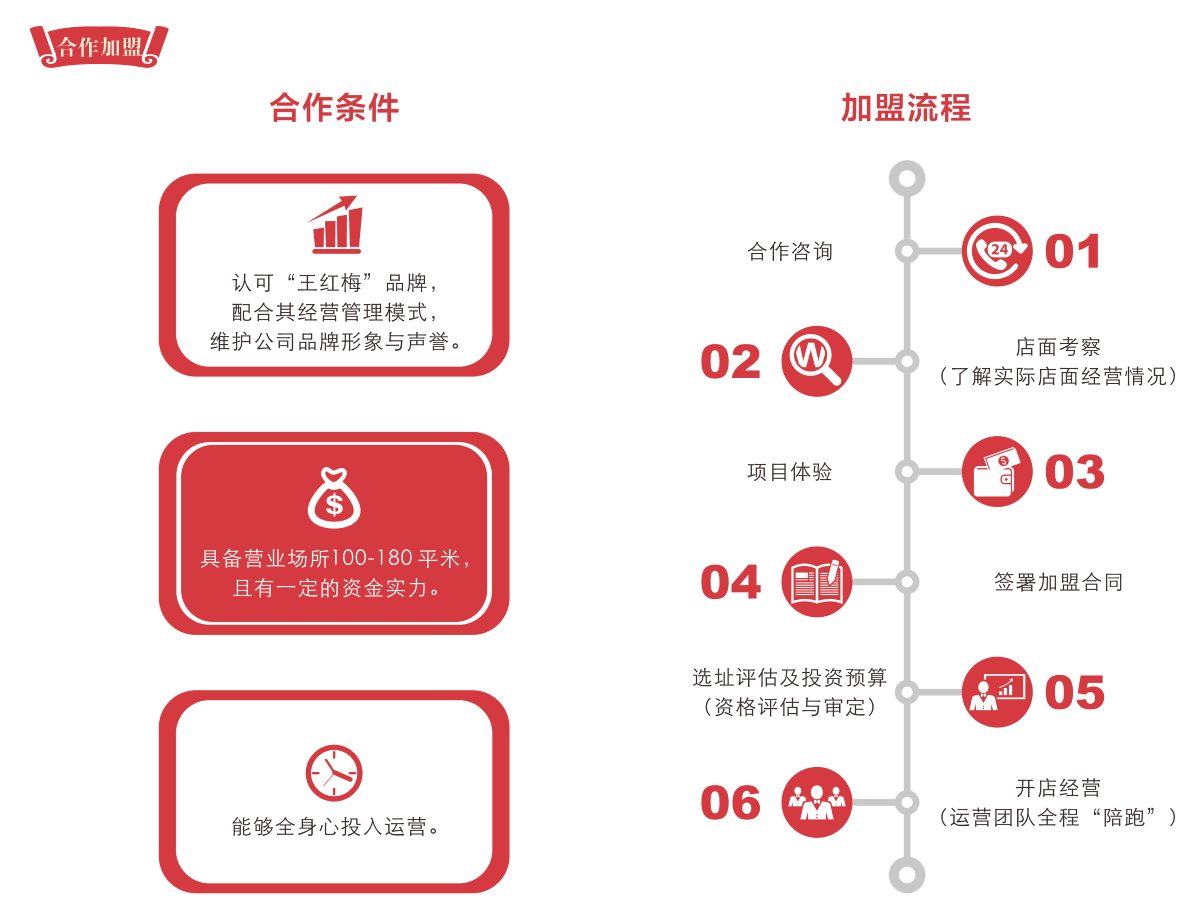 合作加盟
合作条件
认可“王红梅”品牌，
配合其经营管理模式，
维护公司品牌形象与声誉。
$
具备营业场所100-180平米，
且有一定的资金实力。
能够全身心投入运营。
加盟流程
合作咨询
24
01
02
W
店面考察
（了解实际店面经营情况）
项目体验
$
03
04
签署加盟合同
选址评估及投资预算
（资格评估与审定）
05
06
开店经营
（运营团队全程“陪跑”）